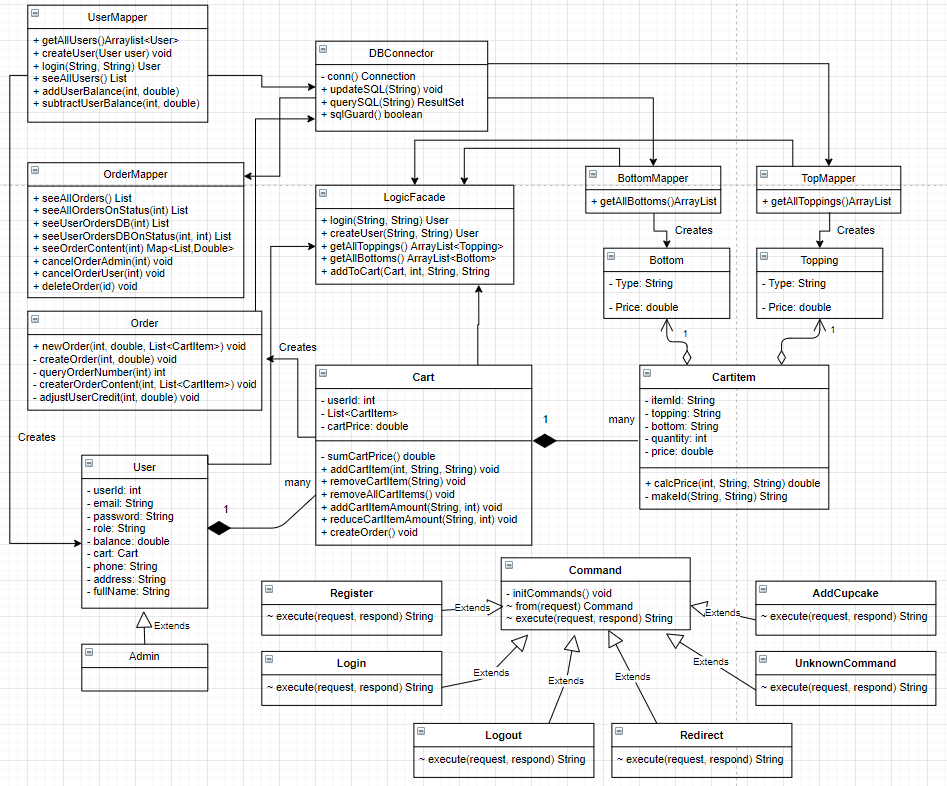 UserMapper
+ getAllUsers()Arraylist<User>
+ createUser(User user) void
+ login(String, String) User
+ seeAllUsers() List
+ addUserBalance(int, double)
+ subtractUserBalance(int, double)
DBConnector
- conn() Connection
+ updateSQL(String) void
+ querySQL(String) ResultSet
+ sqlGuard() boolean
OrderMapper
+ seeAllOrders() List
+ seeAllOrdersOnStatus(int) List
+ seeUserOrdersDB(int) List
+ seeUserOrdersDBOnStatus(int, int) List
+ seeOrderContent(int) Map<List,Double>
+ cancelOrderAdmin(int) void
+ cancelOrderUser(int) void
+ deleteOrder(id) void
LogicFacade
+ login(String, String) User
+ createUser(String, String) User
+ getAllToppings() ArrayList<Topping>
+ getAllBottoms() ArrayList<Bottom>
+ addToCart(Cart, int, String, String
BottomMapper
+ getAllBottoms()ArrayList
TopMapper
+ getAllToppings()ArrayList
Creates
Creates
Bottom
- Type: String
- Price: double
Topping
- Type: String
- Price: double
1
1
Order
+ newOrder(int, double, List<CartItem>) void
- createOrder(int, double) void
- queryOrderNumber(int) int
- createrOrderContent(int, List<CartItem>) void
- adjustUserCredit(int, double) void
Creates
Cart
- userId: int
- List<CartItem>
- cartPrice: double
- sumCartPrice() double
+ addCartItem(int, String, String) void
+ removeCartItem(String) void
+ removeAllCartItems() void
+ addCartItemAmount(String, int) void
+ reduceCartItemAmount(String, int) void
+ createOrder() void
1
many
Cartitem
- itemId: String
- topping: String
- bottom: String
- quantity: int
- price: double
+ calcPrice(int, String, String) double
- makeId(String, String) String
Creates
User
- userId: int
- email: String
- password: String
- role: String
- balance: double
- cart: Cart
- phone: String
- address: String
- fullName: String
many
1
Extends
Admin
Command
- initCommands() void
~ from(request) Command
~ execute(request, respond) String
Register
~ execute(request, respond) String
Extends
AddCupcake
~ execute(request, respond) String
Extends
Login
~ execute(request, respond) String
Extends
Extends
Extends
Extends
UnknownCommand
~ execute(request, respond) String
Logout
~ execute(request, respond) String
Redirect
~ execute(request, respond) String